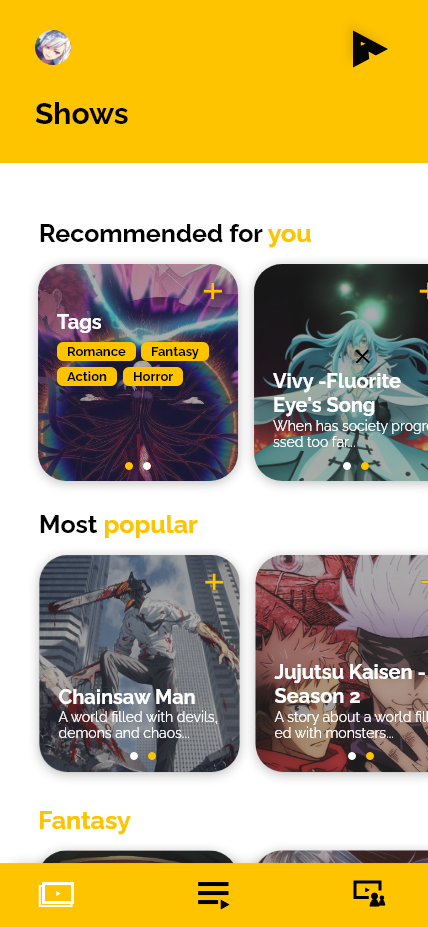 Shows
Recommended for you
Tags
Romance Fantasy
Action Horror
Vivy -Fluorite
Eye's Song
When has society progre
ssed too far...
Most popular
Chainsaw Man
A world filled with devils,
demons and chaos...
Jujutsu Kaisen -
Season 2
A story about a world fill
ed with monsters...
Fantasy